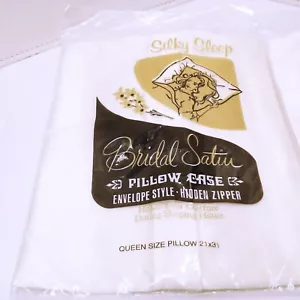 Silky Sleep
Bridal Satin
PILLOW CASE
ENVELOPE STYLE · HIDDEN ZIPPER
QUEEN SIZE PILLOW 21x31